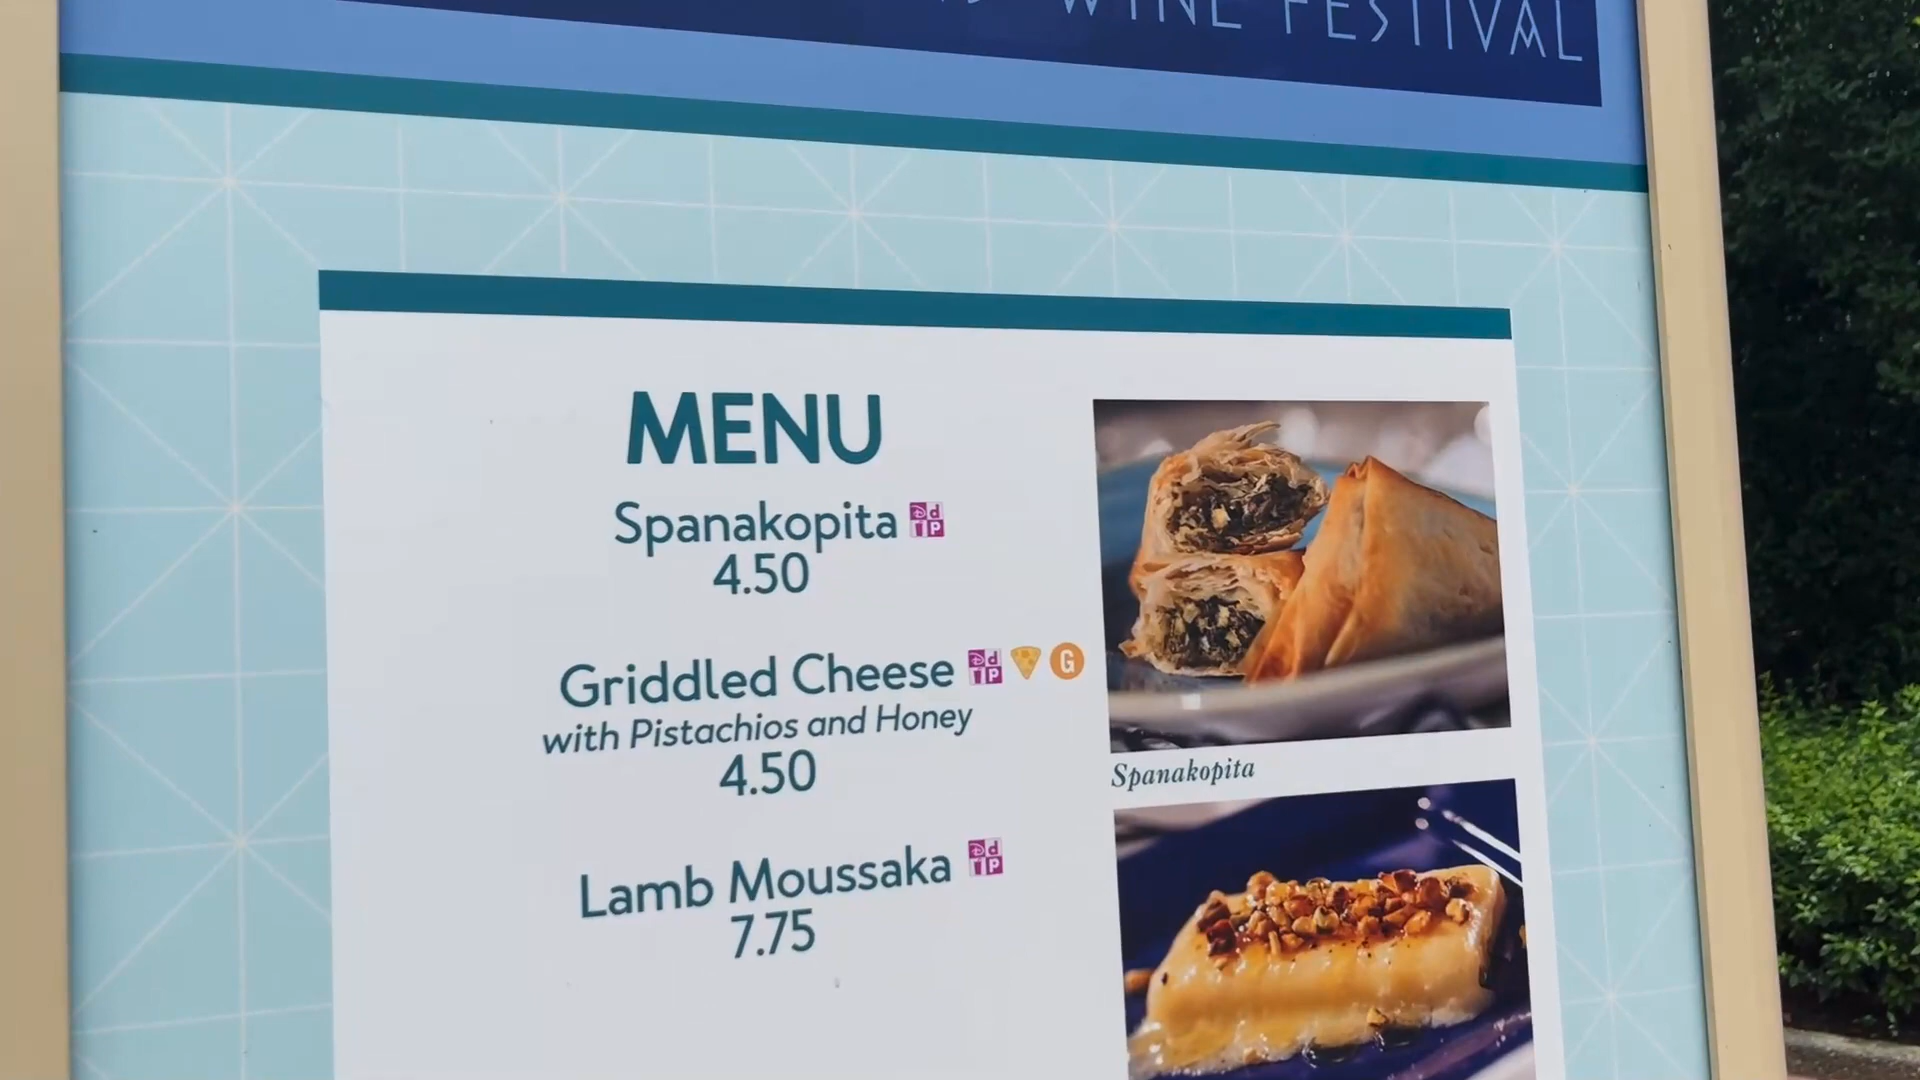 WINE FESTIVAL
MENU
Spanakopita
4.50
Griddled Cheese
G
with Pistachios and Honey
4.50
Spanakopita
Lamb Moussaka
7.75